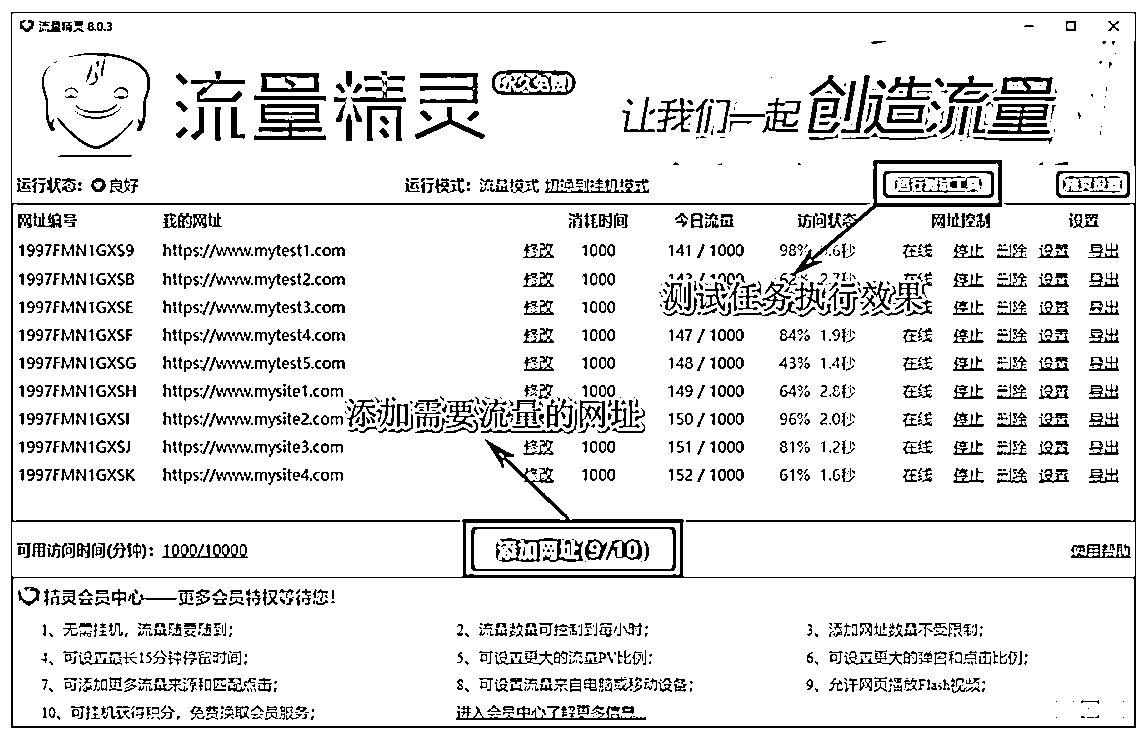 流量精灵 8.0.3
流量精灵 永久免费
让我们一起创造流量
运行状态: 良好 运行模式: 流量模式 切换到挂机模式 运行测试工具
网址编号 我的网址 消耗时间 今日流量 访问状态 网址控制 设置
1997FMN1GXS9 https://www.mytest1.com 修改 1000 141 / 1000 98% .6秒 在线 停止 删除 设置 导出
1997FMN1GXSB https://www.mytest2.com 修改 1000 / 1000 2.7秒 在线 停止 删除 设置 导出
测试任务执行效果
1997FMN1GXSE https://www.mytest3.com 修改 1000 在线 停止 删除 设置 导出
1997FMN1GXSF https://www.mytest4.com 修改 1000 147 / 1000 84% 1.9秒 在线 停止 删除 设置 导出
1997FMN1GXSG https://www.mytest5.com 修改 1000 148 / 1000 43% 1.4秒 在线 停止 删除 设置 导出
1997FMN1GXSH https://www.mysite1.com 修改 1000 149 / 1000 64% 2.8秒 在线 停止 删除 设置 导出
1997FMN1GXSI https://www.mysite2.com 150 / 1000 96% 2.0秒 在线 停止 删除 设置 导出
添加需要流量的网址
1997FMN1GXSJ https://www.mysite3.com 修改 1000 151 / 1000 81% 1.2秒 在线 停止 删除 设置 导出
1997FMN1GXSK https://www.mysite4.com 修改 1000 152 / 1000 61% 1.6秒 在线 停止 删除 设置 导出
可用访问时间(分钟): 1000/10000 添加网址(9/10) 使用帮助
精灵会员中心——更多会员特权等待您!
1、无需挂机，流量随要随到; 2、流量数量可控制到每小时; 3、添加网址数量不受限制;
4、可设置最长15分钟停留时间; 5、可设置更大的流量PV比例; 6、可设置更大的弹窗和点击比例;
7、可添加更多流量来源和匹配点击; 8、可设置流量来自电脑或移动设备; 9、允许网页播放Flash视频;
10、可挂机获得积分，免费换取会员服务; 进入会员中心了解更多信息...